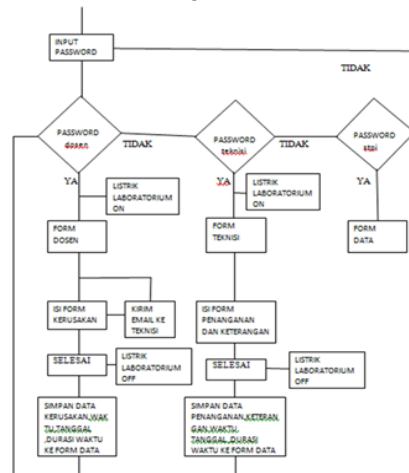 INPUT
PASSWORD
TIDAK
PASSWORD
dosen
TIDAK
PASSWORD
teknisi
TIDAK
PASSWORD
YA
LISTRIK
LABORATORIUM
ON
YA
LISTRIK
LABORATORIUM
ON
YA
FORM
DOSEN
FORM
TEKNISI
FORM
DATA
ISI FORM
KERUSAKAN
KIRIM
EMAIL KE
TEKNISI
ISI FORM
PENANGANAN
DAN KETERANGAN
SELESAI
LISTRIK
LABORATORIUM
OFF
SELESAI
LISTRIK
LABORATORIUM
OFF
SIMPAN DATA
KERUSAKAN,WAK
TU,TANGGAL
,DURASI WAKTU
KE FORM DATA
SIMPAN DATA
PENANGANAN,KETERAN
GAN,WAKTU,
TANGGAL,DURASI
WAKTU KE FORM DATA